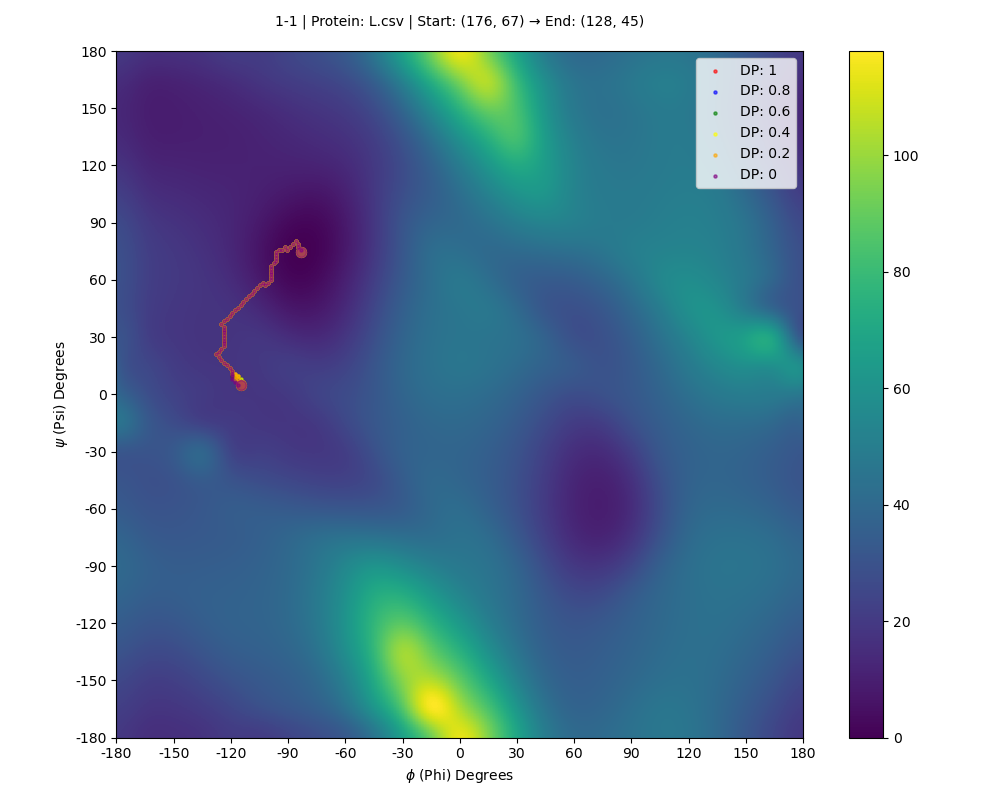 1-1 | Protein: L.csv | Start: (176, 67) → End: (128, 45)
DP: 1
DP: 0.8
DP: 0.6
DP: 0.4
DP: 0.2
DP: 0
180
150
120
90
60
30
0
-30
-60
-90
-120
-150
-180
ψ (Psi) Degrees
-180 -150 -120 -90 -60 -30 0 30 60 90 120 150 180
ϕ (Phi) Degrees
100
80
60
40
20
0